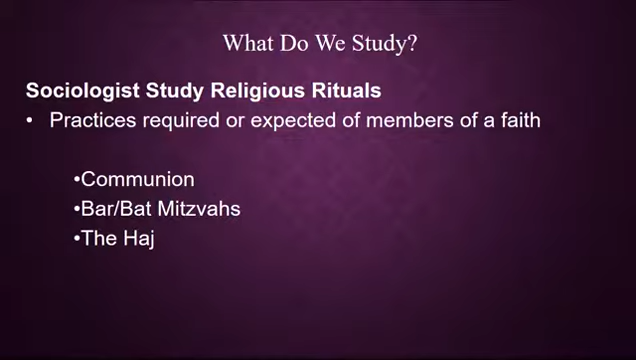 What Do We Study?
Sociologist Study Religious Rituals
• Practices required or expected of members of a faith
•Communion
•Bar/Bat Mitzvahs
•The Haj